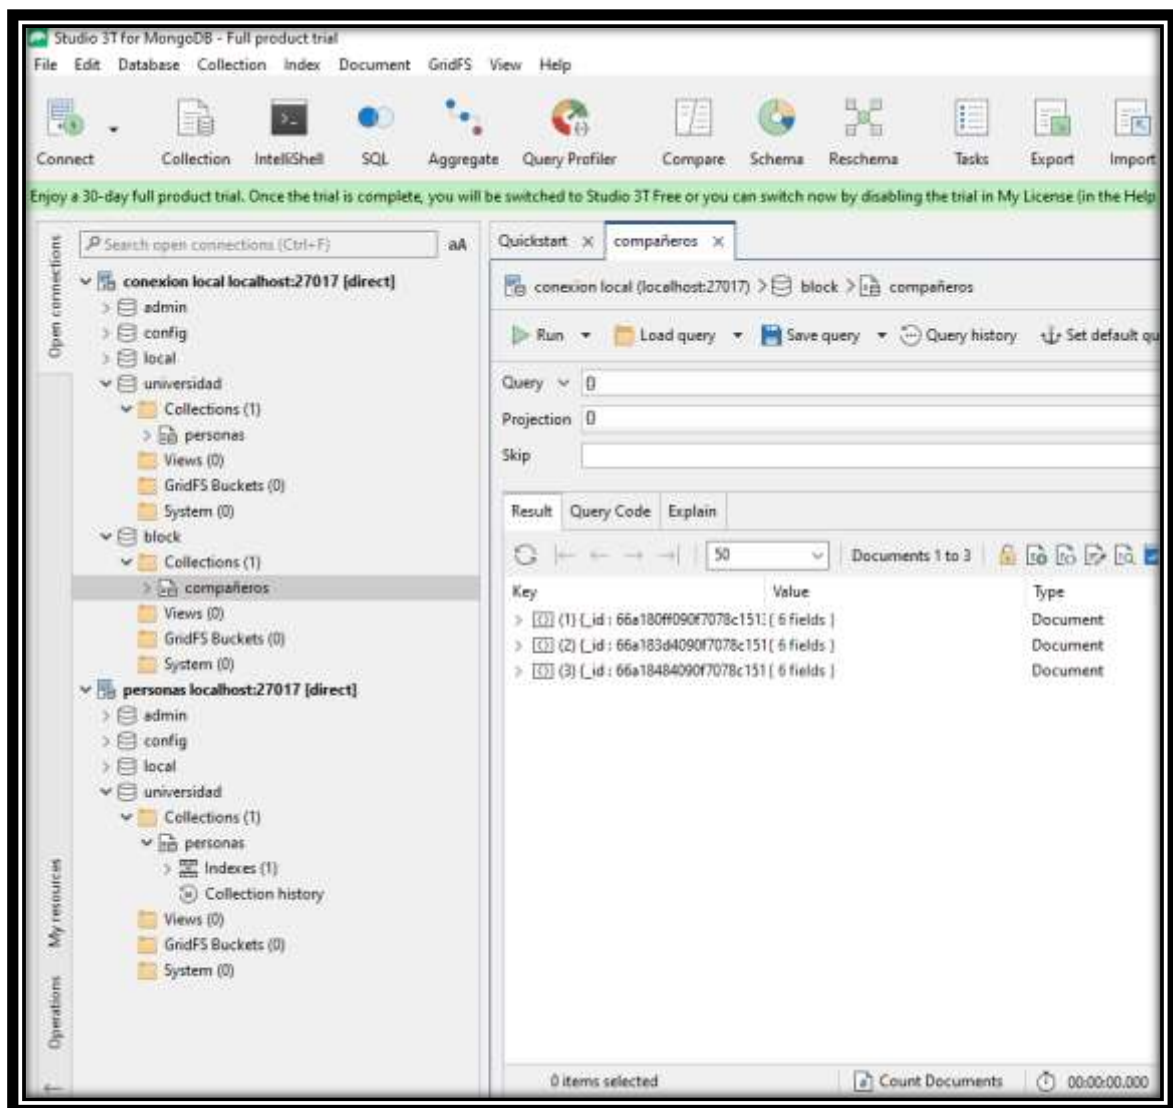 Studio 3T for MongoDB - Full product trial
File Edit Database Collection Index Document GridFS View Help
Connect Collection IntelliShell SQL Aggregate Query Profiler Compare Schema Reschema Tasks Export Import
Enjoy a 30-day full product trial. Once the trial is complete, you will be switched to Studio 3T Free or you can switch now by disabling the trial in My License (in the Help
Open connections
My resources
Operations
Search open connections (Ctrl+F) aA
conexion local localhost:27017 [direct]
admin
config
local
universidad
Collections (1)
personas
Views (0)
GridFS Buckets (0)
System (0)
block
Collections (1)
compañeros
Views (0)
GridFS Buckets (0)
System (0)
personas localhost:27017 [direct]
admin
config
local
universidad
Collections (1)
personas
Indexes (1)
Collection history
Views (0)
GridFS Buckets (0)
System (0)
Quickstart compañeros
conexion local (localhost:27017) block compañeros
Run Load query Save query Query history Set default qu
Query {}
Projection {}
Skip
Result Query Code Explain
50 Documents 1 to 3
Key Value Type
(1) {_id : 66a180ff090f7078c151 { 6 fields } Document
(2) {_id : 66a183d4090f7078c151 { 6 fields } Document
(3) {_id : 66a18484090f7078c151 { 6 fields } Document
0 items selected Count Documents 00:00:00.000